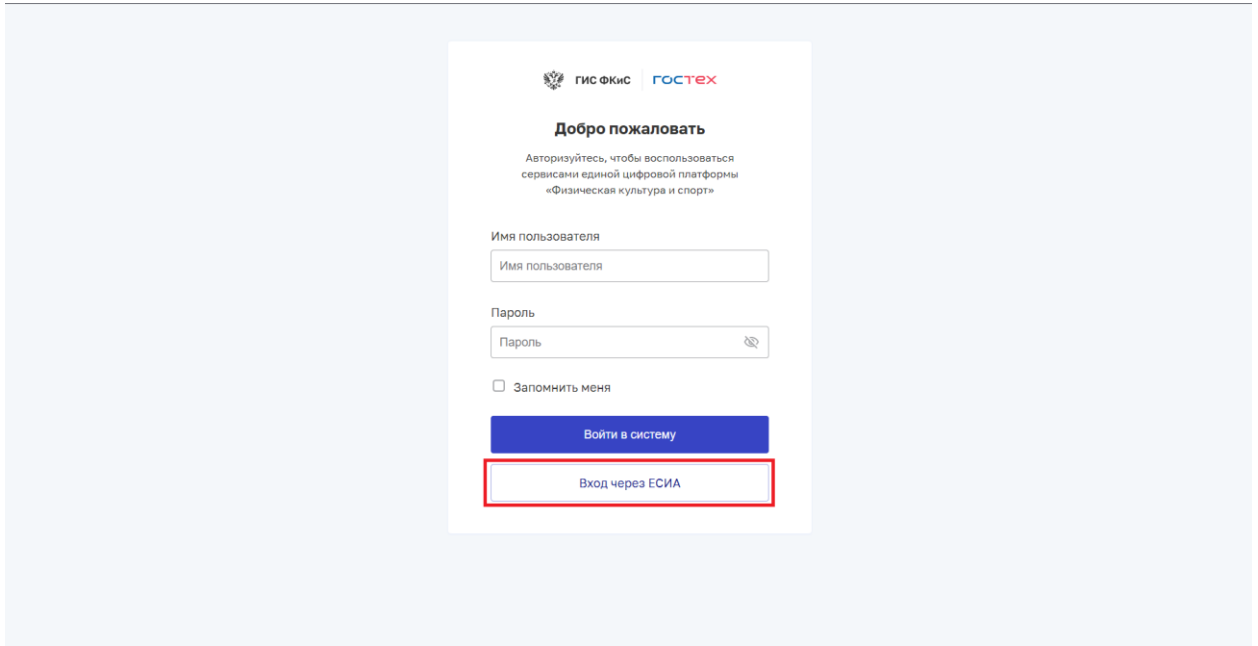 ГИС ФКиС ГОСТЕХ
Добро пожаловать
Авторизуйтесь, чтобы воспользоваться
сервисами единой цифровой платформы
«Физическая культура и спорт»
Имя пользователя
Имя пользователя
Пароль
Пароль
Запомнить меня
Войти в систему
Вход через ЕСИА